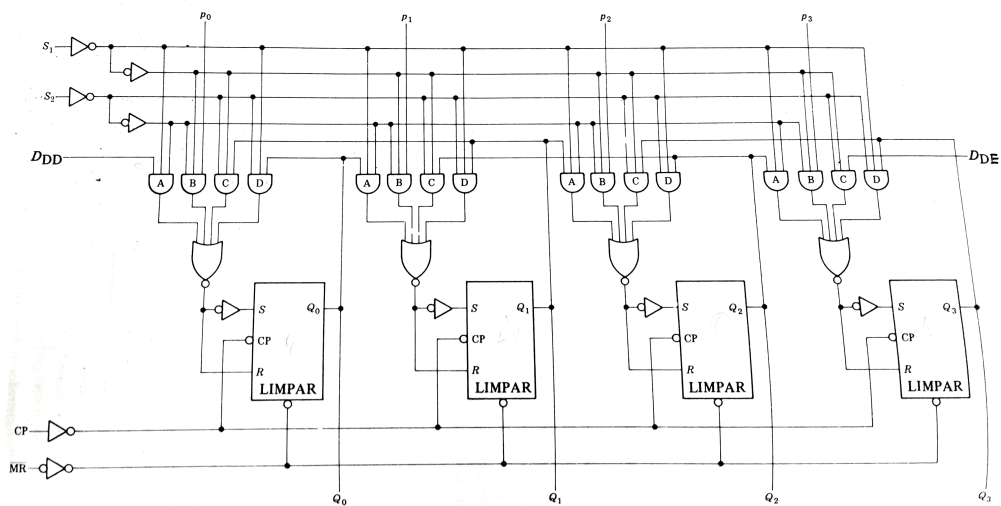 p0 p1 p2 p3
S1
S2
DDD
DDE
A B C D A B C D A B C D A B C D
S Q0 S Q1 S Q2 S Q3
CP CP CP CP
R R R R
LIMPAR LIMPAR LIMPAR LIMPAR
CP
MR
Q0 Q1 Q2 Q3